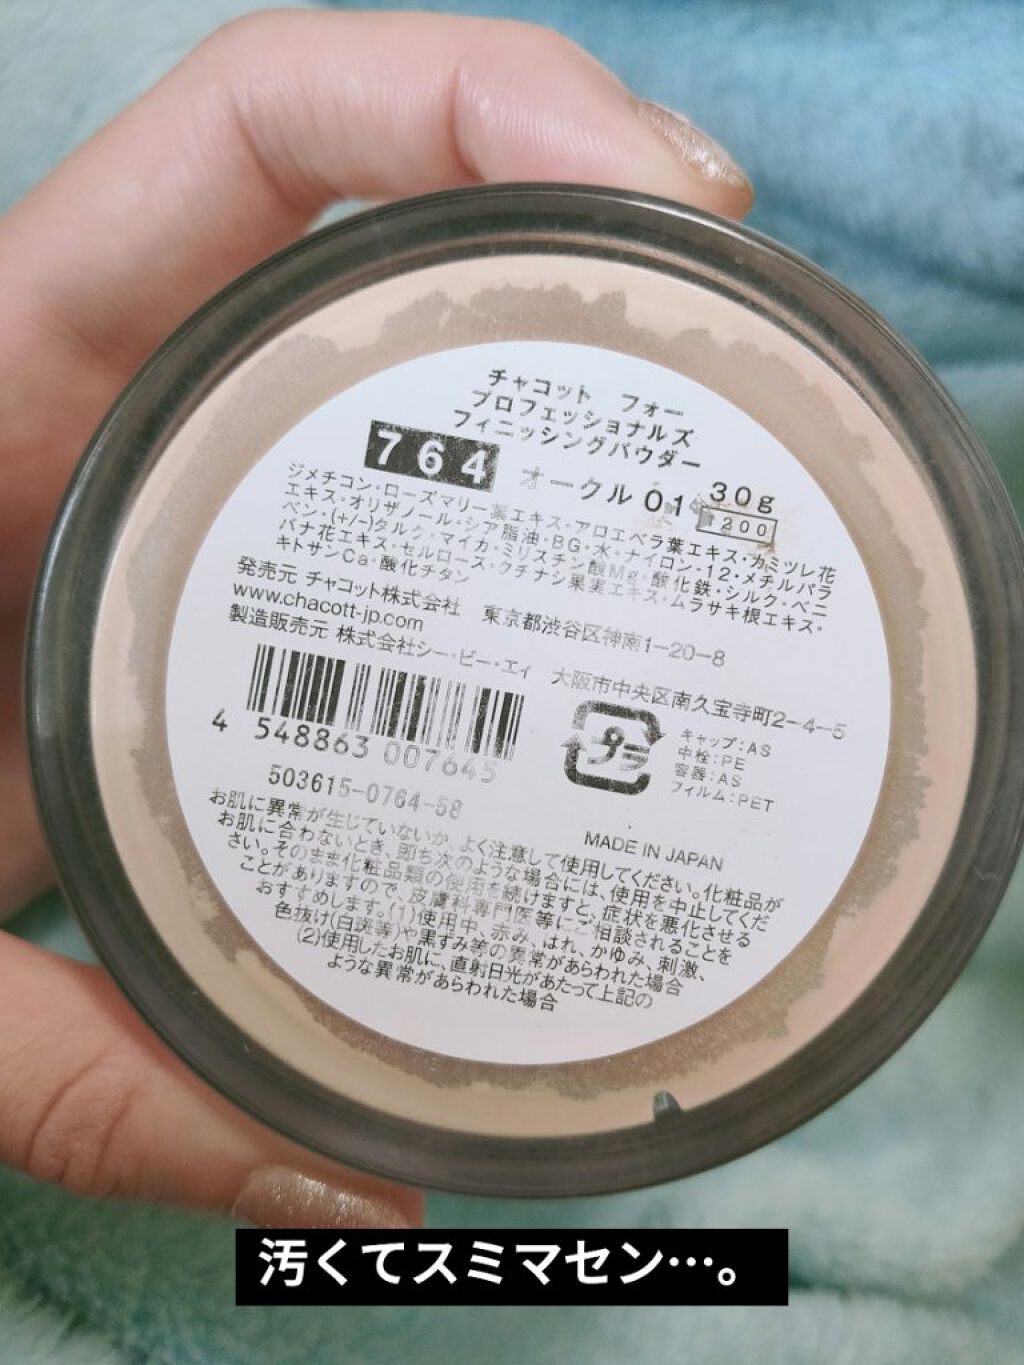 チャコット フォー
プロフェッショナルズ
フィニッシングパウダー
764 オークル01 30g
1200
ジメチコン・ローズマリー葉エキス・アロエベラ葉エキス・カミツレ花
エキス・オリザノール・シア脂油・BG・水・ナイロン-12・メチルパラ
ベン・(+/-)タルク・マイカ・ミリスチン酸Mg・酸化鉄・シルク・ベニ
バナ花エキス・セルロース・クチナシ果実エキス・ムラサキ根エキス・
キトサンCa・酸化チタン
発売元 チャコット株式会社 東京都渋谷区神南1-20-8
www.chacott-jp.com
製造販売元 株式会社シー・ビー・エィ 大阪市中央区南久宝寺町2-4-5
4 548863 007645
キャップ:AS
中栓:PE
容器:AS
フィルム:PET
プラ
503615-0764-58
MADE IN JAPAN
お肌に異常が生じていないか、よく注意して使用してください。化粧品が
お肌に合わないとき、即ち次のような場合には、使用を中止してくだ
さい。そのまま化粧品類の使用を続けますと、症状を悪化させる
ことがありますので、皮膚科専門医等にご相談されることを
おすすめします。(1)使用中、赤み、はれ、かゆみ、刺激、
色抜け(白斑等)や黒ずみ等の異常があらわれた場合
(2)使用したお肌に、直射日光があたって上記の
ような異常があらわれた場合
汚くてスミマセン…。